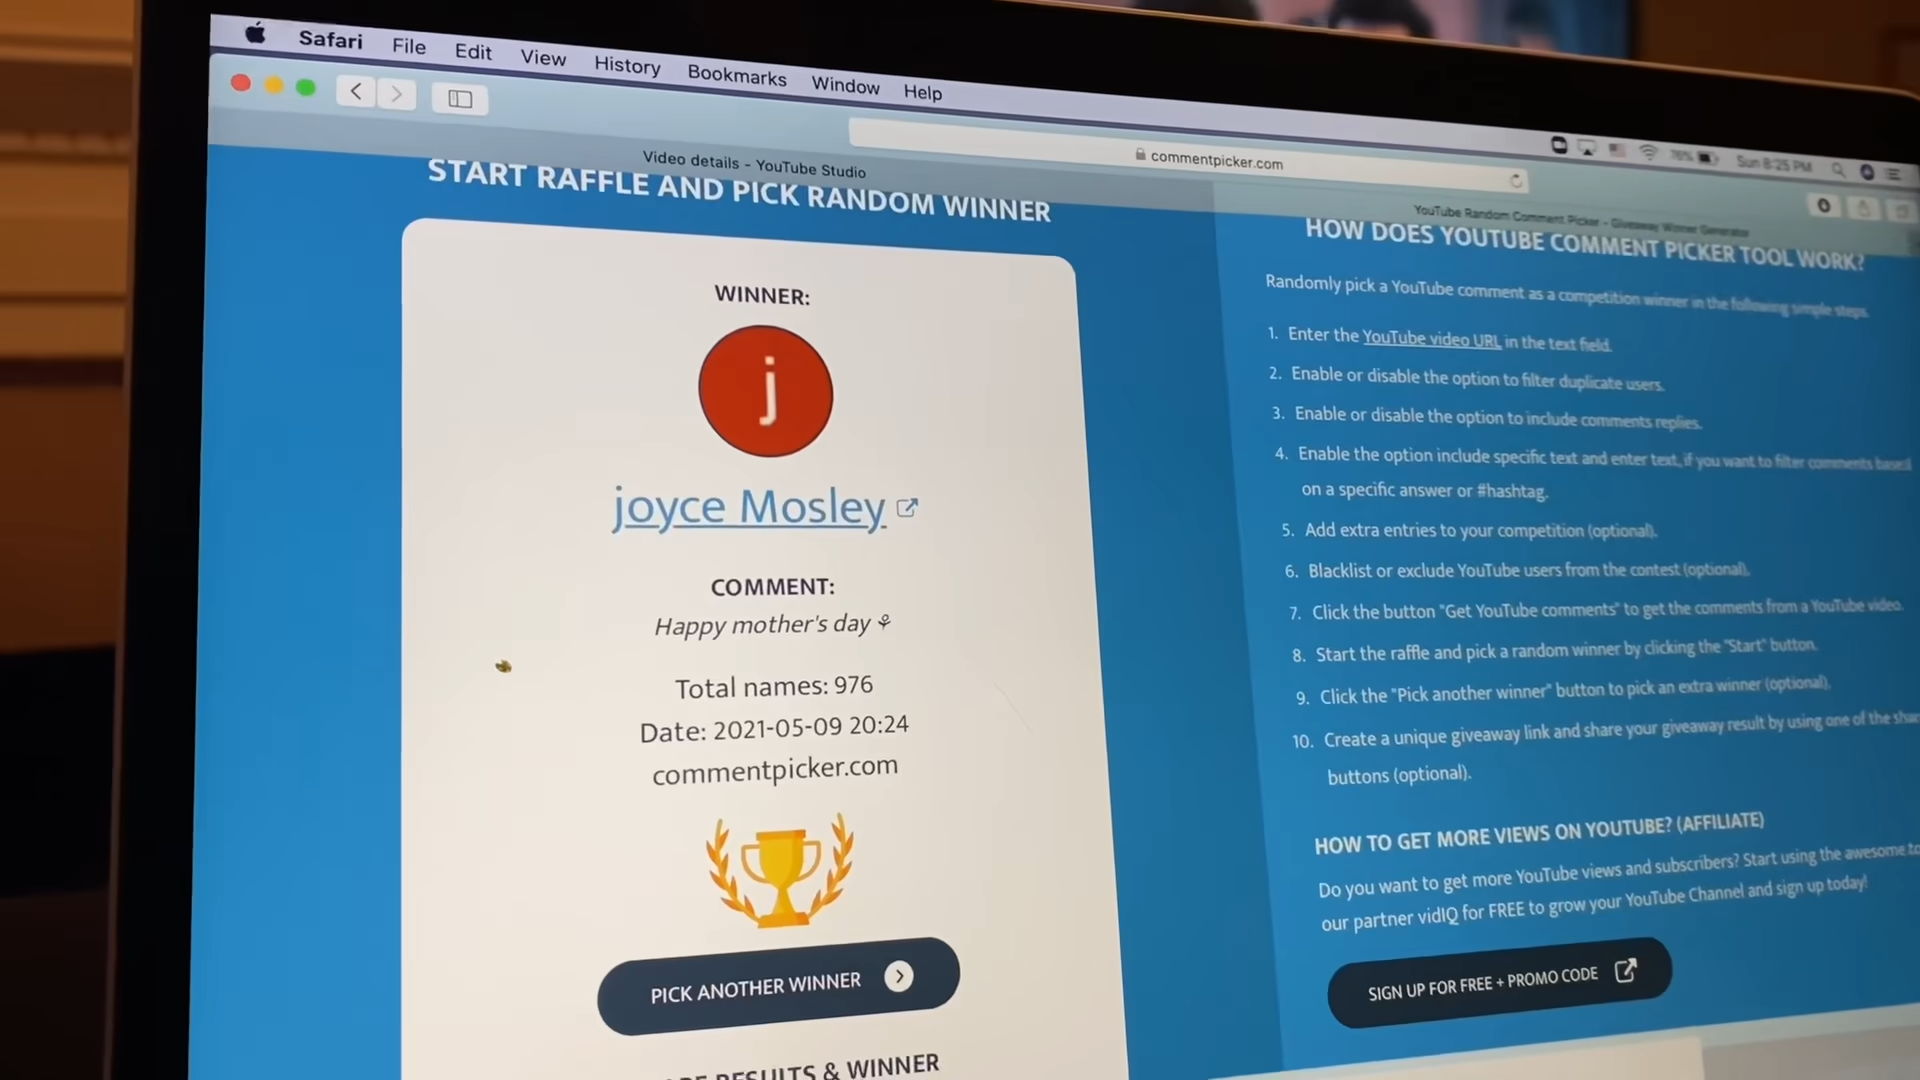 Safari File Edit View History Bookmarks Window Help
76% Sun 8:25 PM
commentpicker.com
Video details - YouTube Studio
YouTube Random Comment Picker - Giveaway Winner Generator
START RAFFLE AND PICK RANDOM WINNER
WINNER:
j
joyce Mosley
COMMENT:
Happy mother's day ⚘
Total names: 976
Date: 2021-05-09 20:24
commentpicker.com
PICK ANOTHER WINNER
RESULTS & WINNER
HOW DOES YOUTUBE COMMENT PICKER TOOL WORK?
Randomly pick a YouTube comment as a competition winner in the following simple steps.
1. Enter the YouTube video URL in the text field.
2. Enable or disable the option to filter duplicate users.
3. Enable or disable the option to include comments replies.
4. Enable the option include specific text and enter text, if you want to filter comments based
on a specific answer or #hashtag.
5. Add extra entries to your competition (optional).
6. Blacklist or exclude YouTube users from the contest (optional).
7. Click the button "Get YouTube comments" to get the comments from a YouTube video.
8. Start the raffle and pick a random winner by clicking the "Start" button.
9. Click the "Pick another winner" button to pick an extra winner (optional).
10. Create a unique giveaway link and share your giveaway result by using one of the
buttons (optional).
HOW TO GET MORE VIEWS ON YOUTUBE? (AFFILIATE)
Do you want to get more YouTube views and subscribers? Start using the awesome
our partner vidIQ for FREE to grow your YouTube Channel and sign up today!
SIGN UP FOR FREE + PROMO CODE